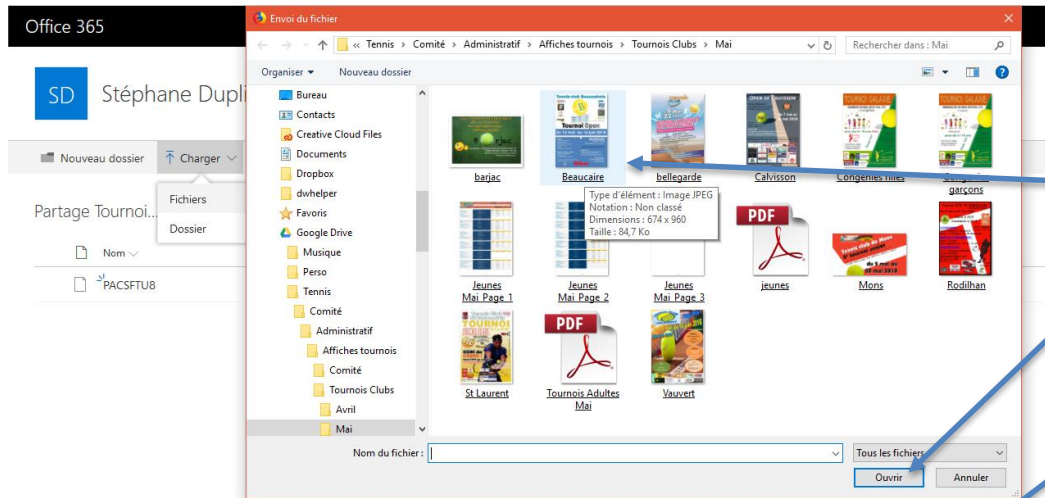 Office 365
SD Stéphane Dupli
Nouveau dossier Charger
Fichiers
Dossier
Partage Tournoi...
Nom
PACSFTU8
Envoi du fichier
« Tennis > Comité > Administratif > Affiches tournois > Tournois Clubs > Mai
Rechercher dans : Mai
Organiser Nouveau dossier
Bureau
Contacts
Creative Cloud Files
Documents
Dropbox
dwhelper
Favoris
Google Drive
Musique
Perso
Tennis
Comité
Administratif
Affiches tournois
Comité
Tournois Clubs
Avril
Mai
Tournoi Open
barjac Beaucaire bellegarde Calvisson Congénies filles
garçons
Type d'élément : Image JPEG
Notation : Non classé
Dimensions : 674 x 960
Taille : 84,7 Ko
PDF
Jeunes Jeunes Jeunes jeunes Mons Rodilhan
Mai Page 1 Mai Page 2 Mai Page 3
TOURNOI
PDF
St Laurent Tournois Adultes Vauvert
Mai
Nom du fichier :
Tous les fichiers
Ouvrir Annuler